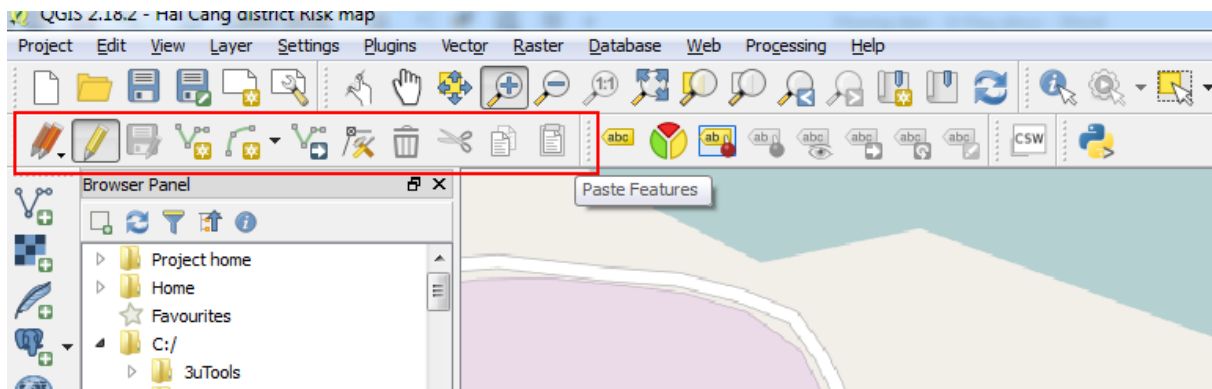 QGIS 2.18.2 - Hai Cang district Risk map
Project Edit View Layer Settings Plugins Vector Raster Database Web Processing Help
1:1
abc ab abc abc abc abc CSW
Browser Panel
Paste Features
Project home
Home
Favourites
C:/
3uTools